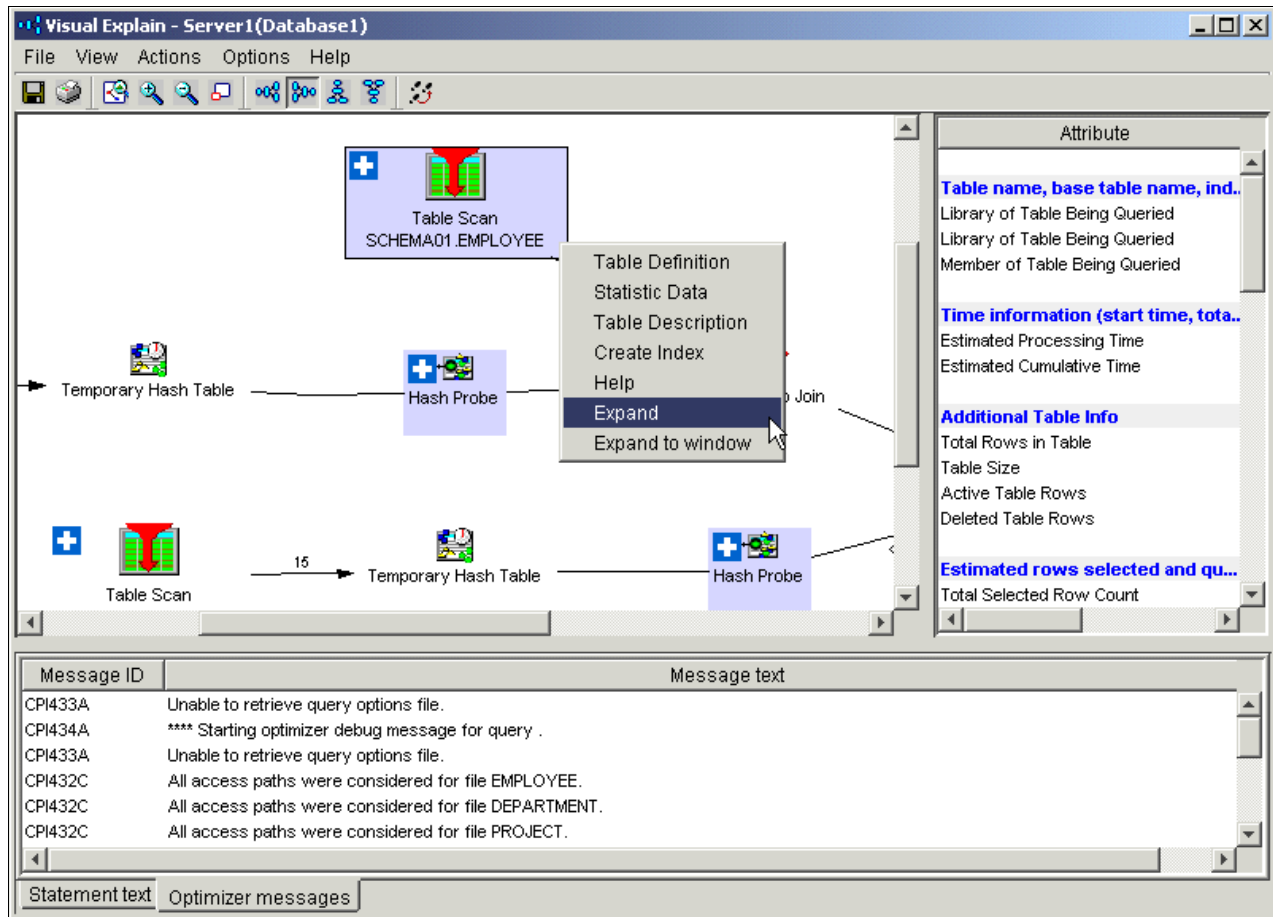 Visual Explain - Server1(Database1)
File View Actions Options Help
Table Scan
SCHEMA01.EMPLOYEE
Table Definition
Statistic Data
Table Description
Create Index
Help
Expand
Expand to window
Temporary Hash Table
Hash Probe
Join
Table Scan
15
Temporary Hash Table
Hash Probe
Attribute
Table name, base table name, ind..
Library of Table Being Queried
Library of Table Being Queried
Member of Table Being Queried
Time information (start time, tota..
Estimated Processing Time
Estimated Cumulative Time
Additional Table Info
Total Rows in Table
Table Size
Active Table Rows
Deleted Table Rows
Estimated rows selected and qu...
Total Selected Row Count
Message ID Message text
CPI433A Unable to retrieve query options file.
CPI434A **** Starting optimizer debug message for query .
CPI433A Unable to retrieve query options file.
CPI432C All access paths were considered for file EMPLOYEE.
CPI432C All access paths were considered for file DEPARTMENT.
CPI432C All access paths were considered for file PROJECT.
Statement text Optimizer messages